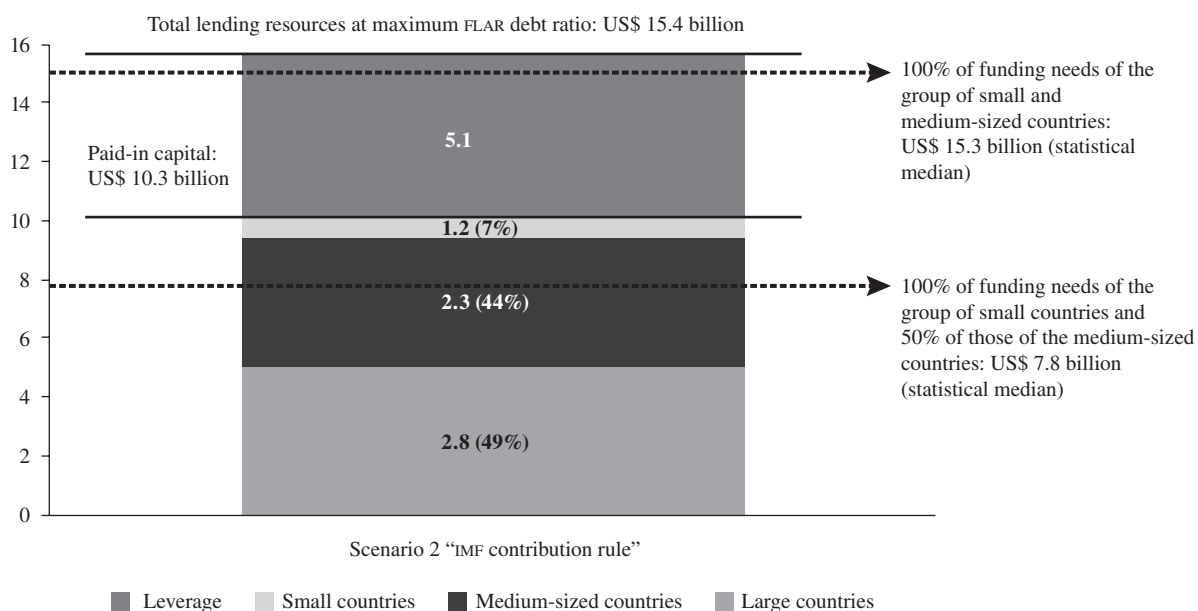 Total lending resources at maximum FLAR debt ratio: US$ 15.4 billion
16
14
12
10
8
6
4
2
0
Paid-in capital:
US$ 10.3 billion
5.1
1.2 (7%)
2.3 (44%)
2.8 (49%)
100% of funding needs of the
group of small and
medium-sized countries:
US$ 15.3 billion (statistical
median)
100% of funding needs of the
group of small countries and
50% of those of the medium-sized
countries: US$ 7.8 billion
(statistical median)
Scenario 2 “IMF contribution rule”
Leverage
Small countries
Medium-sized countries
Large countries